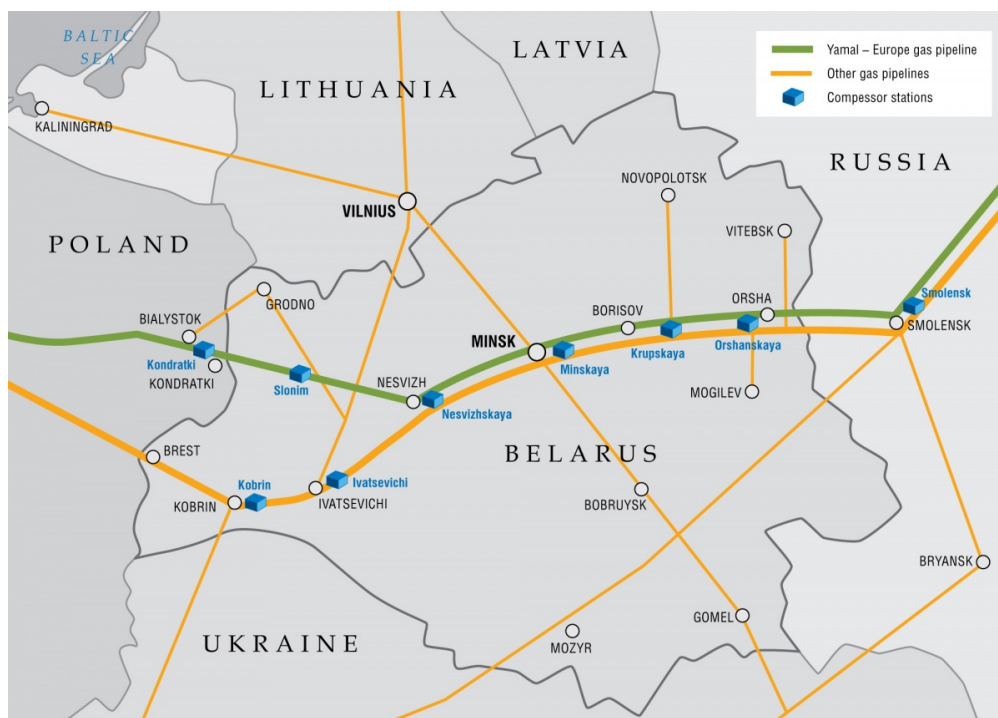 BALTIC
SEA
LATVIA
LITHUANIA
Yamal – Europe gas pipeline
Other gas pipelines
Compessor stations
KALININGRAD
RUSSIA
NOVOPOLOTSK
VILNIUS
VITEBSK
POLAND
GRODNO
Smolensk
BIALYSTOK
BORISOV
ORSHA
SMOLENSK
MINSK
Kondratki
KONDRATKI
Minskaya
Krupskaya
Orshanskaya
Slonim
NESVIZH
MOGILEV
Nesvizhskaya
BREST
BELARUS
Kobrin
Ivatsevichi
KOBRIN
IVATSEVICHI
BOBRUYSK
BRYANSK
GOMEL
UKRAINE
MOZYR